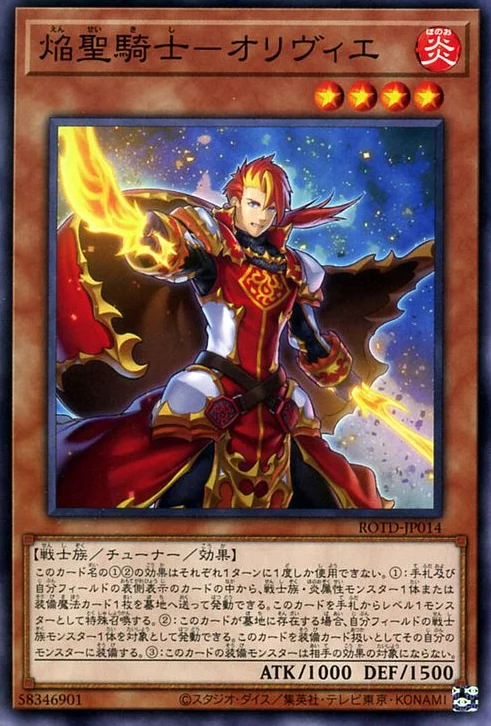 焔聖騎士－オリヴィエ
炎
ROTD-JP014
【戦士族／チューナー／効果】
このカード名の①②の効果はそれぞれ1ターンに1度しか使用できない。①：手札及び
自分フィールドの表側表示のカードの中から、戦士族・炎属性モンスター1体または
装備魔法カード1枚を墓地へ送って発動できる。このカードを手札からレベル1モンス
ターとして特殊召喚する。②：このカードが墓地に存在する場合、自分フィールドの戦士
族モンスター1体を対象として発動できる。このカードを装備カード扱いとしてその自分の
モンスターに装備する。③：このカードの装備モンスターは相手の効果の対象にならない。
ATK/1000 DEF/1500
58346901
©スタジオ・ダイス／集英社・テレビ東京・KONAMI